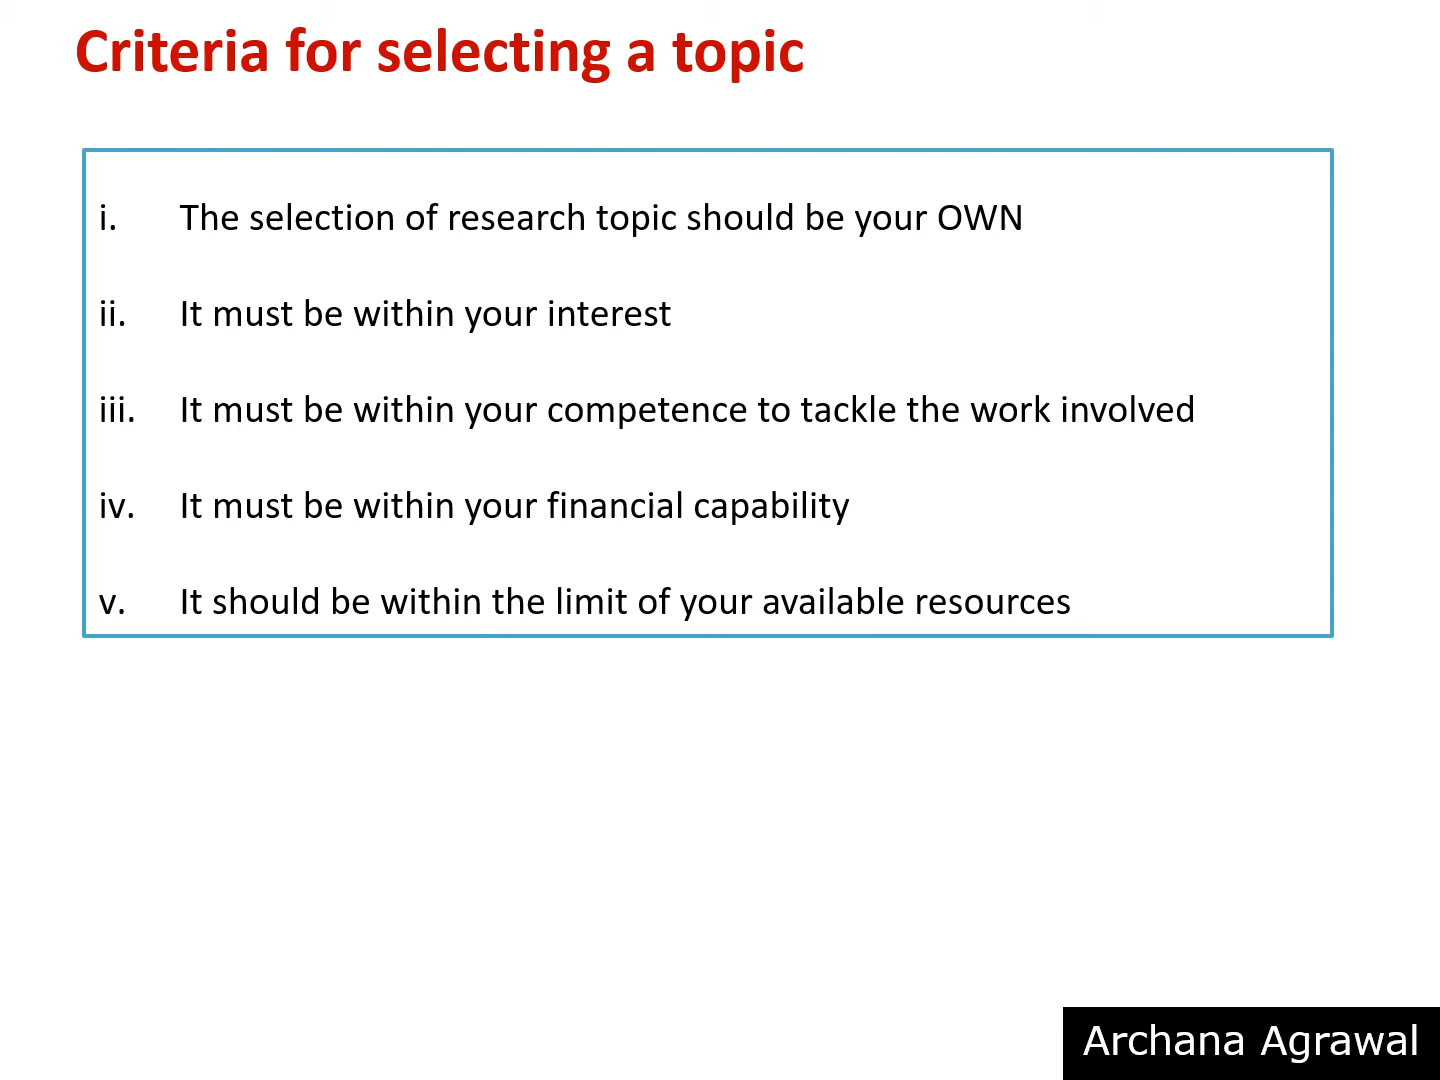 Criteria for selecting a topic
i. The selection of research topic should be your OWN
ii. It must be within your interest
iii. It must be within your competence to tackle the work involved
iv. It must be within your financial capability
v. It should be within the limit of your available resources
Archana Agrawal